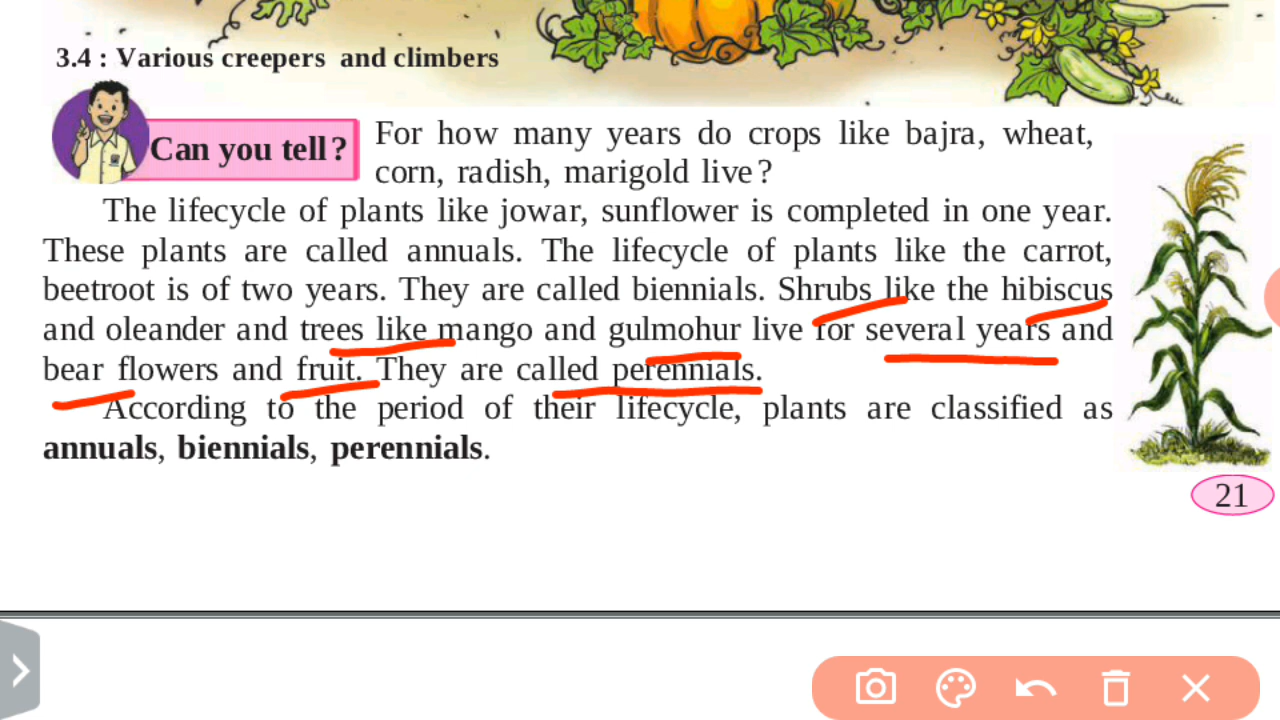 3.4 : Various creepers and climbers
Can you tell?
For how many years do crops like bajra, wheat,
corn, radish, marigold live?
The lifecycle of plants like jowar, sunflower is completed in one year.
These plants are called annuals. The lifecycle of plants like the carrot,
beetroot is of two years. They are called biennials. Shrubs like the hibiscus
and oleander and trees like mango and gulmohur live for several years and
bear flowers and fruit. They are called perennials.
According to the period of their lifecycle, plants are classified as
annuals, biennials, perennials.
21